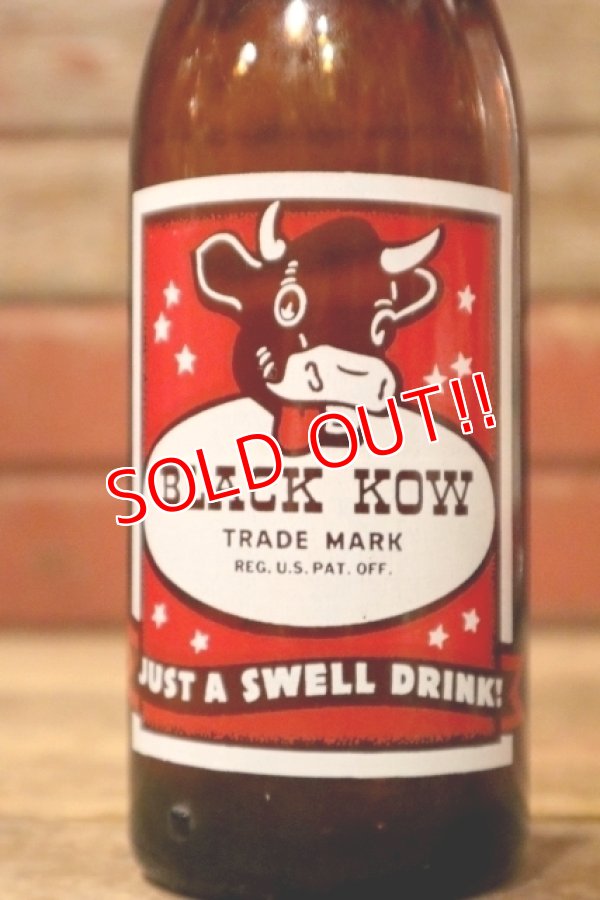 SOLD OUT!!
BLACK KOW
TRADE MARK
REG. U.S. PAT. OFF.
JUST A SWELL DRINK!